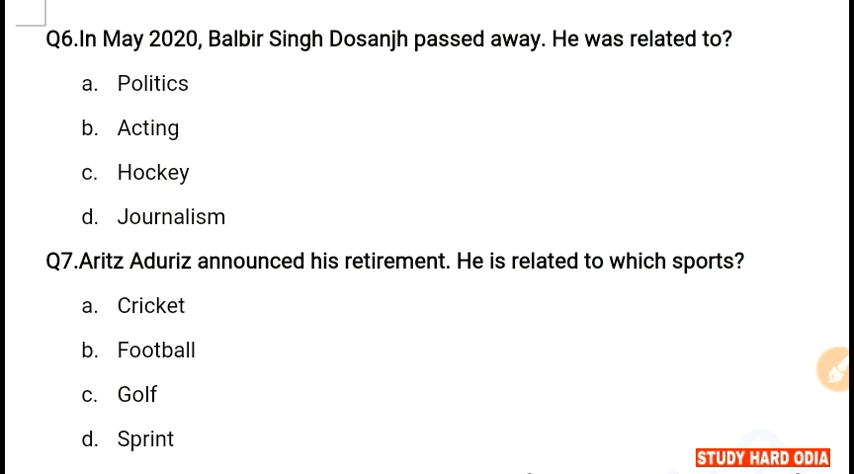 Q6.In May 2020, Balbir Singh Dosanjh passed away. He was related to?
a. Politics
b. Acting
c. Hockey
d. Journalism
Q7.Aritz Aduriz announced his retirement. He is related to which sports?
a. Cricket
b. Football
c. Golf
d. Sprint
STUDY HARD ODIA